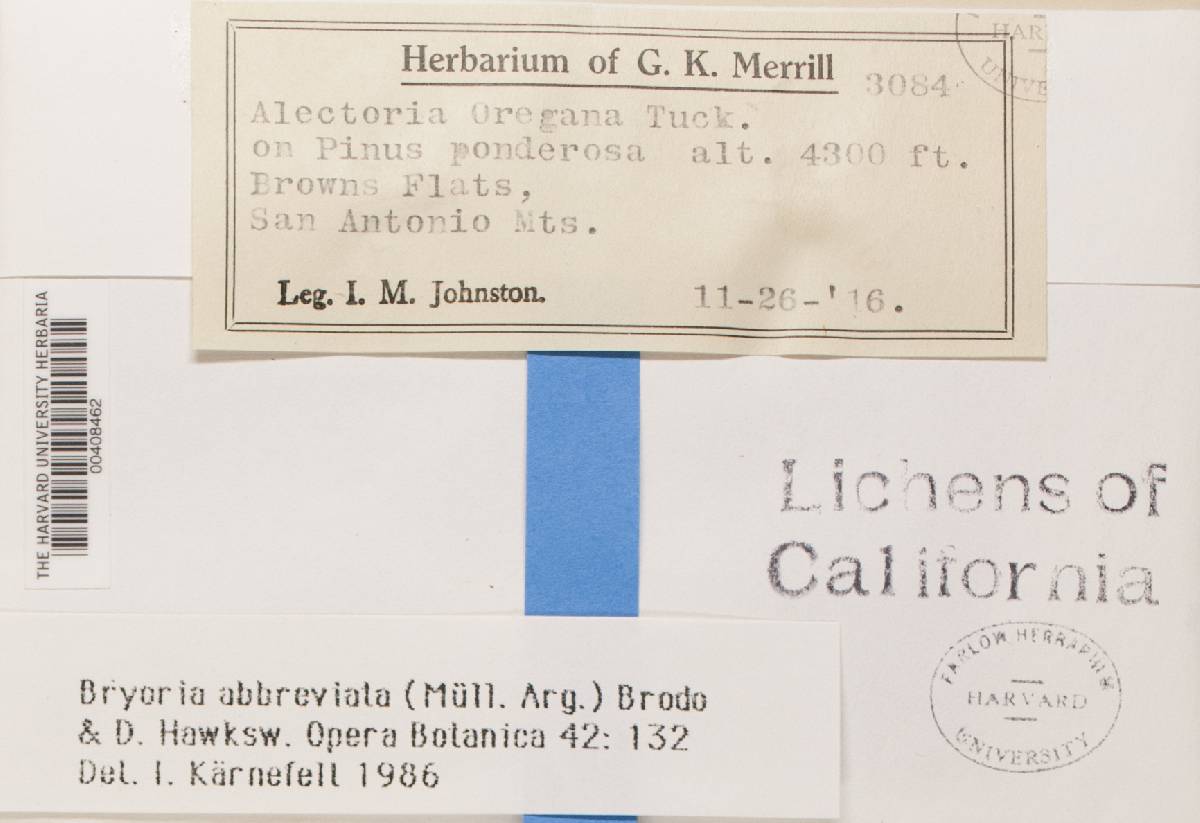 Herbarium of G. K. Merrill
3084
Alectoria Oregana Tuck.
on Pinus ponderosa alt. 4300 ft.
Browns Flats,
San Antonio Mts.
Leg. I. M. Johnston.
11-26-'16.
HAR
UNIVE
THE HARVARD UNIVERSITY HERBARIA
00408462
Lichens of
California
FARLOW HERBARIUM
HARVARD
UNIVERSITY
Bryoria abbreviata (Müll. Arg.) Brodo
& D. Hawksw. Opera Botanica 42: 132
Det. I. Kärnefelt 1986